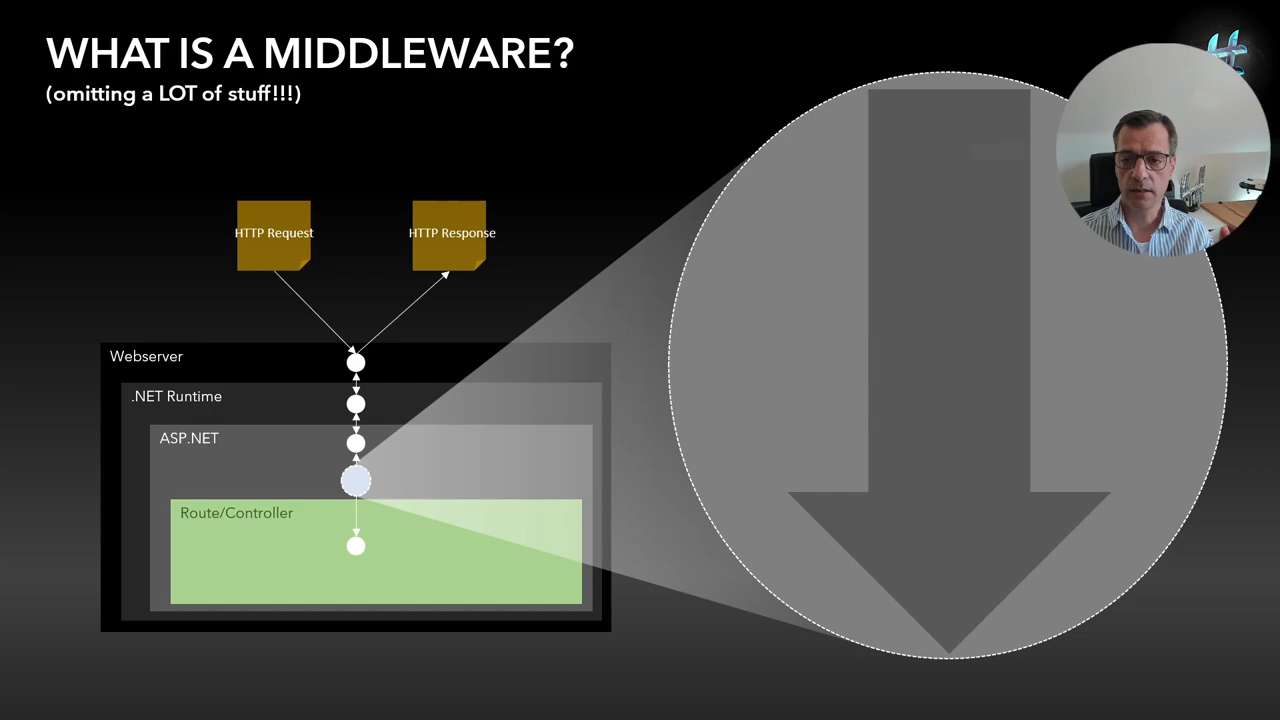 WHAT IS A MIDDLEWARE?
(omitting a LOT of stuff!!!)
HTTP Request
HTTP Response
Webserver
.NET Runtime
ASP.NET
Route/Controller